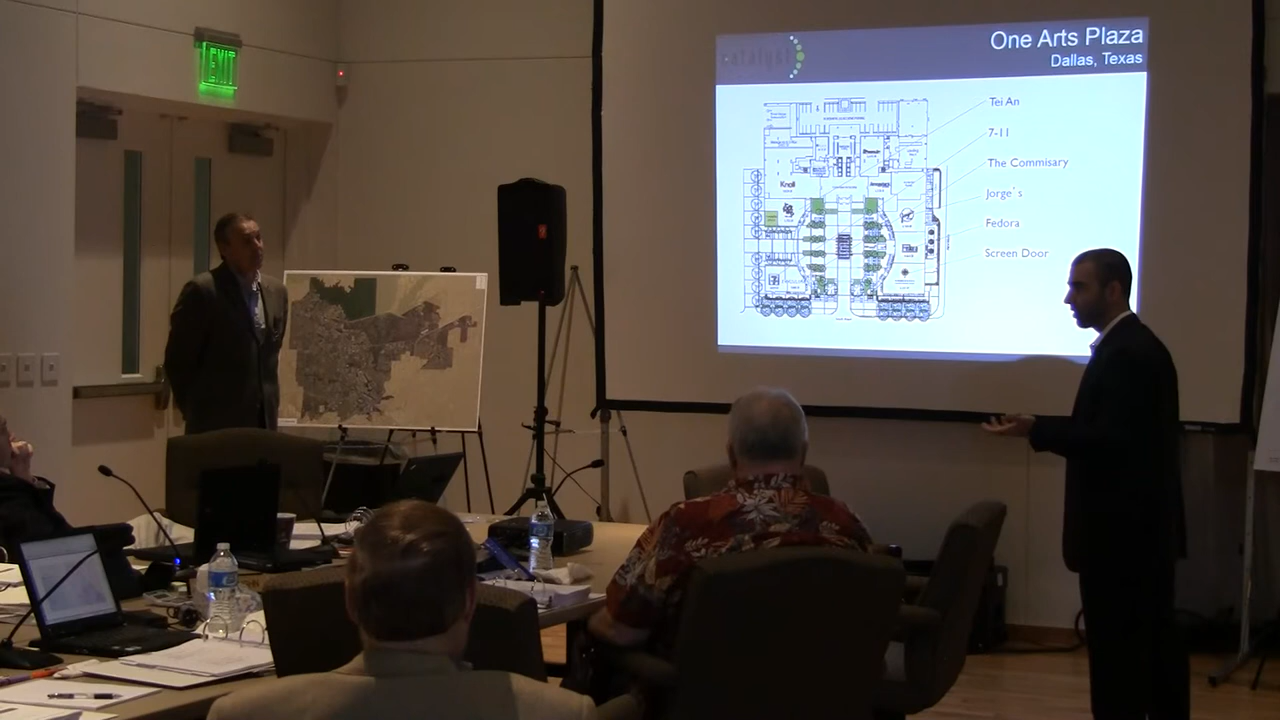 EXIT
catalyst
One Arts Plaza
Dallas, Texas
Tei An
7-11
The Commisary
Jorge's
Fedora
Screen Door
Knoll